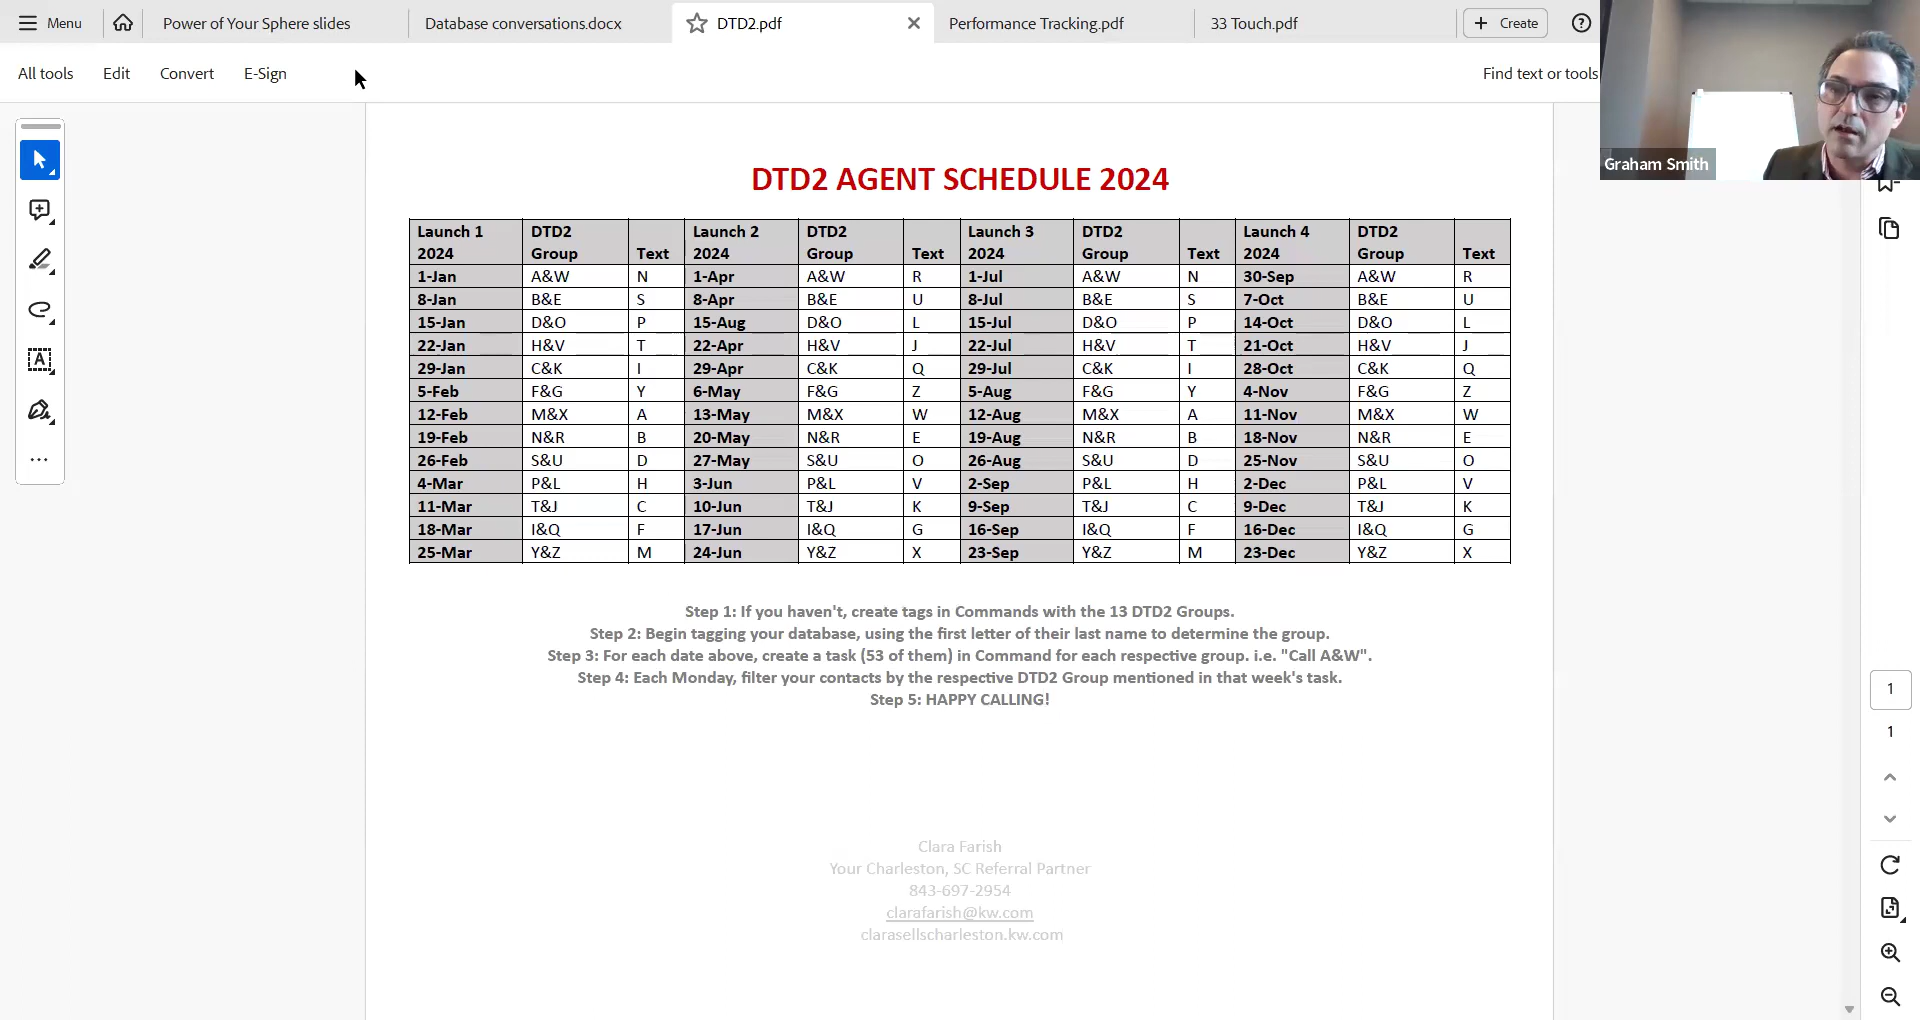 Menu Power of Your Sphere slides Database conversations.docx DTD2.pdf Performance Tracking.pdf 33 Touch.pdf Create
All tools Edit Convert E-Sign Find text or tools
Graham Smith
DTD2 AGENT SCHEDULE 2024
Launch 1 2024 DTD2 Group Text Launch 2 2024 DTD2 Group Text Launch 3 2024 DTD2 Group Text Launch 4 2024 DTD2 Group Text
1-Jan A&W N 1-Apr A&W R 1-Jul A&W N 30-Sep A&W R
8-Jan B&E S 8-Apr B&E U 8-Jul B&E S 7-Oct B&E U
15-Jan D&O P 15-Aug D&O L 15-Jul D&O P 14-Oct D&O L
22-Jan H&V T 22-Apr H&V J 22-Jul H&V T 21-Oct H&V J
29-Jan C&K I 29-Apr C&K Q 29-Jul C&K I 28-Oct C&K Q
5-Feb F&G Y 6-May F&G Z 5-Aug F&G Y 4-Nov F&G Z
12-Feb M&X A 13-May M&X W 12-Aug M&X A 11-Nov M&X W
19-Feb N&R B 20-May N&R E 19-Aug N&R B 18-Nov N&R E
26-Feb S&U D 27-May S&U O 26-Aug S&U D 25-Nov S&U O
4-Mar P&L H 3-Jun P&L V 2-Sep P&L H 2-Dec P&L V
11-Mar T&J C 10-Jun T&J K 9-Sep T&J C 9-Dec T&J K
18-Mar I&Q F 17-Jun I&Q G 16-Sep I&Q F 16-Dec I&Q G
25-Mar Y&Z M 24-Jun Y&Z X 23-Sep Y&Z M 23-Dec Y&Z X
Step 1: If you haven't, create tags in Commands with the 13 DTD2 Groups.
Step 2: Begin tagging your database, using the first letter of their last name to determine the group.
Step 3: For each date above, create a task (53 of them) in Command for each respective group. i.e. "Call A&W".
Step 4: Each Monday, filter your contacts by the respective DTD2 Group mentioned in that week's task.
Step 5: HAPPY CALLING!
1
1
Clara Farish
Your Charleston, SC Referral Partner
843-697-2954
clarafarish@kw.com
clarasellscharleston.kw.com